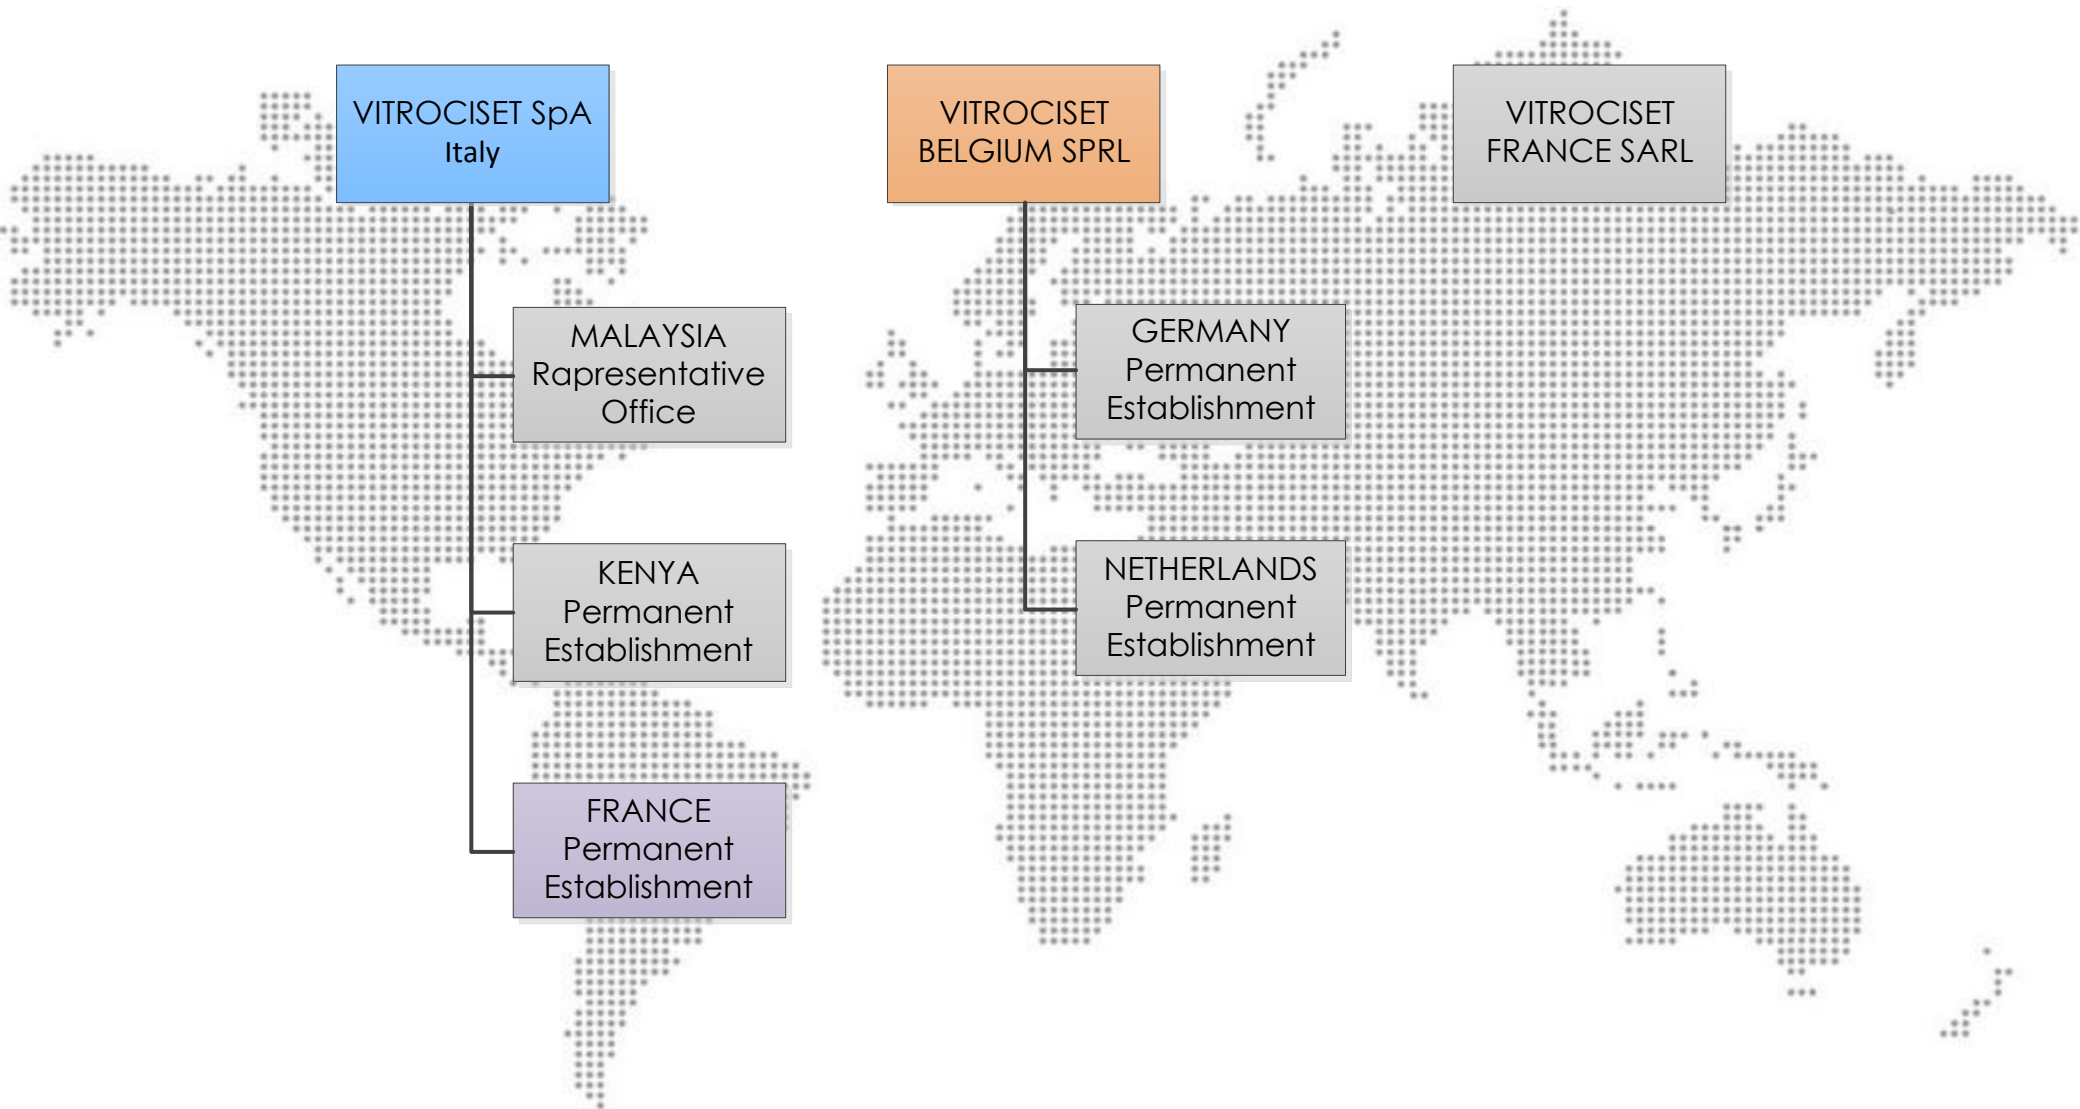 VITROCISET SpA
Italy
MALAYSIA
Rapresentative
Office
KENYA
Permanent
Establishment
FRANCE
Permanent
Establishment
VITROCISET
BELGIUM SPRL
GERMANY
Permanent
Establishment
NETHERLANDS
Permanent
Establishment
VITROCISET
FRANCE SARL